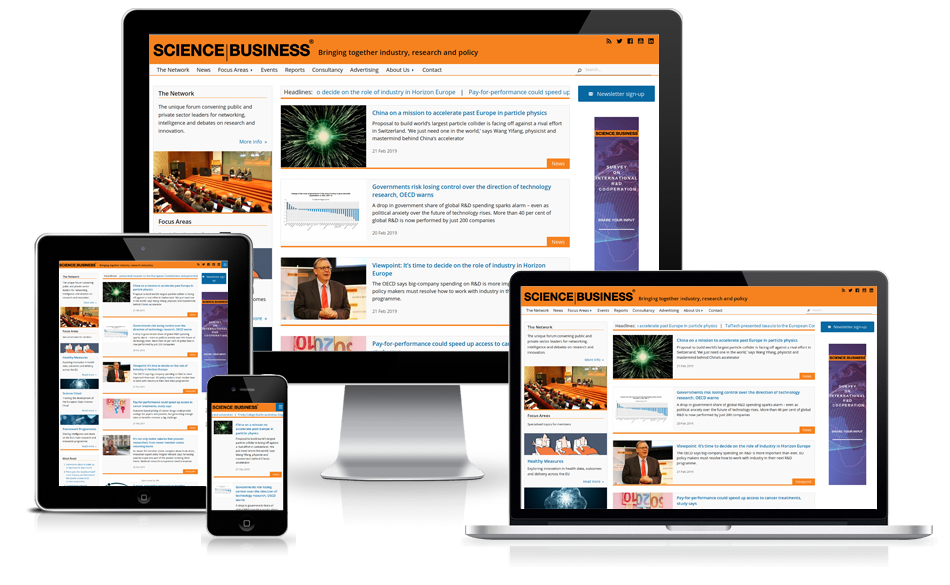 SCIENCE|BUSINESS®
Bringing together industry, research and policy
The Network News Focus Areas Events Reports Consultancy Advertising About Us Contact
Search...
The Network
The unique forum convening public and
private sector leaders for networking,
intelligence and debates on research and
innovation.
More info »
Focus Areas
Headlines: o decide on the role of industry in Horizon Europe | Pay-for-performance could speed up
China on a mission to accelerate past Europe in particle physics
Proposal to build world's largest particle collider is facing off against a rival effort
in Switzerland. 'We just need one in the world,' says Wang Yifang, physicist and
mastermind behind China's accelerator
21 Feb 2019
News
Governments risk losing control over the direction of technology
research, OECD warns
A drop in government share of global R&D spending sparks alarm – even as
political anxiety over the future of technology rises. More than 40 per cent of
global R&D is now performed by just 200 companies
20 Feb 2019
News
Viewpoint: It's time to decide on the role of industry in Horizon
Europe
The OECD says big-company spending on R&D is more imp
policy makers must resolve how to work with industry in th
programme.
21 Feb 2019
Pay-for-performance could speed up access to can
Newsletter sign-up
SCIENCE|BUSINESS
SURVEY
ON
INTERNATIONAL
R&D
COOPERATION
SHARE YOUR INPUT
SCIENCE|BUSINESS®
Bringing together industry, research and policy
The Network News Focus Areas Events Reports Consultancy Advertising About Us Contact
The Network
The unique forum convening public and
private sector leaders for networking,
intelligence and debates on research and
innovation.
More info »
Focus Areas
Specialised topics for members
Healthy Measures
Exploring innovation to health data, outcomes
and delivery across the EU
read more »
Headlines: accelerate past Europe in particle physics |
China on a mission to accelerate past Europe in particle physics
Proposal to build world's largest particle collider is facing off against a rival effort in
Switzerland. 'We just need one in the world,' says Wang Yifang, physicist and
mastermind behind China's accelerator
21 Feb 2019
Governments risk losing control over the direction of technology
research, OECD warns
A drop in government share of global R&D spending sparks alarm – even as
political anxiety over the future of technology rises. More than 40 per cent of global
R&D is now performed by just 200 companies
20 Feb 2019
Viewpoint: It's time to decide on the role of industry in Horizon Europe
The OECD says big-company spending on R&D is more important than ever. EU
policy makers must resolve how to work with industry in their next R&D
programme.
21 Feb 2019
Pay-for-performance could speed up access to cancer treatments,
study says
Newsletter sign-up
SCIENCE|BUSINESS
SURVEY
ON
INTERNATIONAL
R&D
COOPERATION
SHARE YOUR INPUT
SCIENCE|BUSINESS
The Network
Focus Areas
Healthy Measures
Science Cloud
China on a mission to accelerate past Europe in
particle physics
Governments risk losing control over the direction of
technology research, OECD warns
Viewpoint: It's time to decide on the role of industry in
Horizon Europe
Pay-for-performance could speed up access to
cancer treatments, study says
SCIENCE|BUSINESS
China on a mission to
accelerate past Europe in
particle physics
Governments risk losing
control over the direction of
technology research, OECD
warns